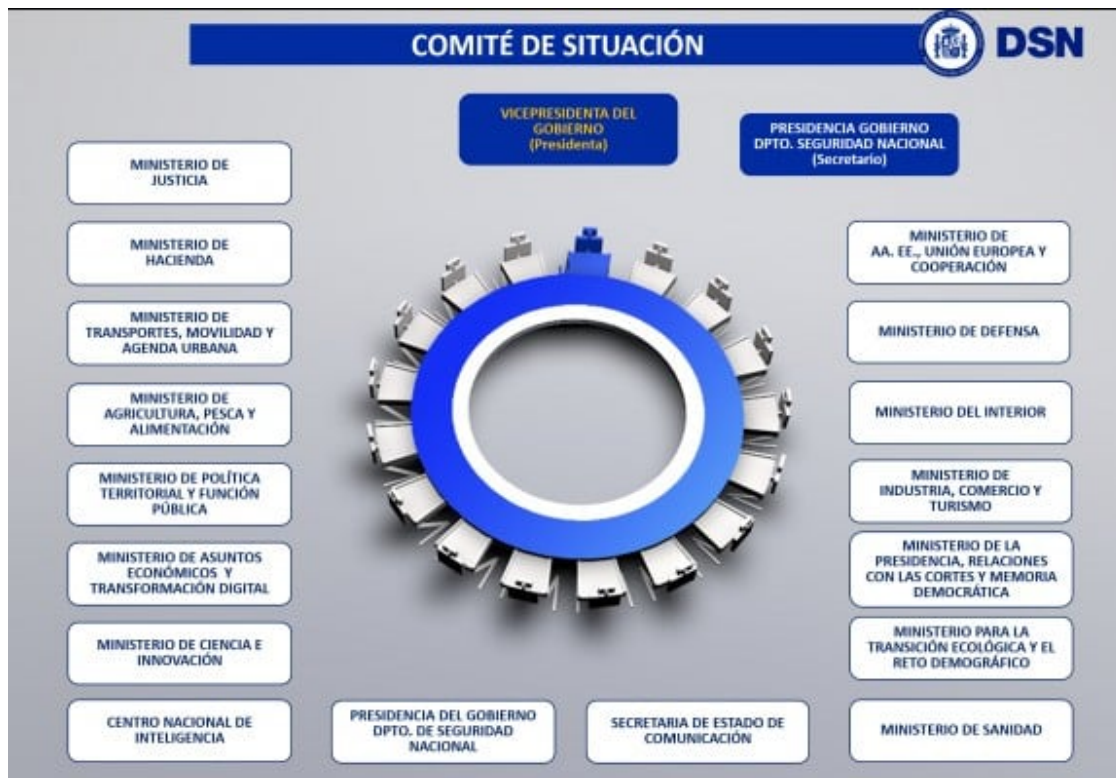 COMITÉ DE SITUACIÓN
DSN
VICEPRESIDENTA DEL
GOBIERNO
(Presidenta)
PRESIDENCIA GOBIERNO
DPTO. SEGURIDAD NACIONAL
(Secretario)
MINISTERIO DE
JUSTICIA
MINISTERIO DE
HACIENDA
MINISTERIO DE
TRANSPORTES, MOVILIDAD Y
AGENDA URBANA
MINISTERIO DE
AGRICULTURA, PESCA Y
ALIMENTACIÓN
MINISTERIO DE POLÍTICA
TERRITORIAL Y FUNCIÓN
PÚBLICA
MINISTERIO DE ASUNTOS
ECONÓMICOS Y
TRANSFORMACIÓN DIGITAL
MINISTERIO DE CIENCIA E
INNOVACIÓN
CENTRO NACIONAL DE
INTELIGENCIA
PRESIDENCIA DEL GOBIERNO
DPTO. DE SEGURIDAD
NACIONAL
SECRETARIA DE ESTADO DE
COMUNICACIÓN
MINISTERIO DE
AA. EE., UNIÓN EUROPEA Y
COOPERACIÓN
MINISTERIO DE DEFENSA
MINISTERIO DEL INTERIOR
MINISTERIO DE
INDUSTRIA, COMERCIO Y
TURISMO
MINISTERIO DE LA
PRESIDENCIA, RELACIONES
CON LAS CORTES Y MEMORIA
DEMOCRÁTICA
MINISTERIO PARA LA
TRANSICIÓN ECOLÓGICA Y EL
RETO DEMOGRÁFICO
MINISTERIO DE SANIDAD